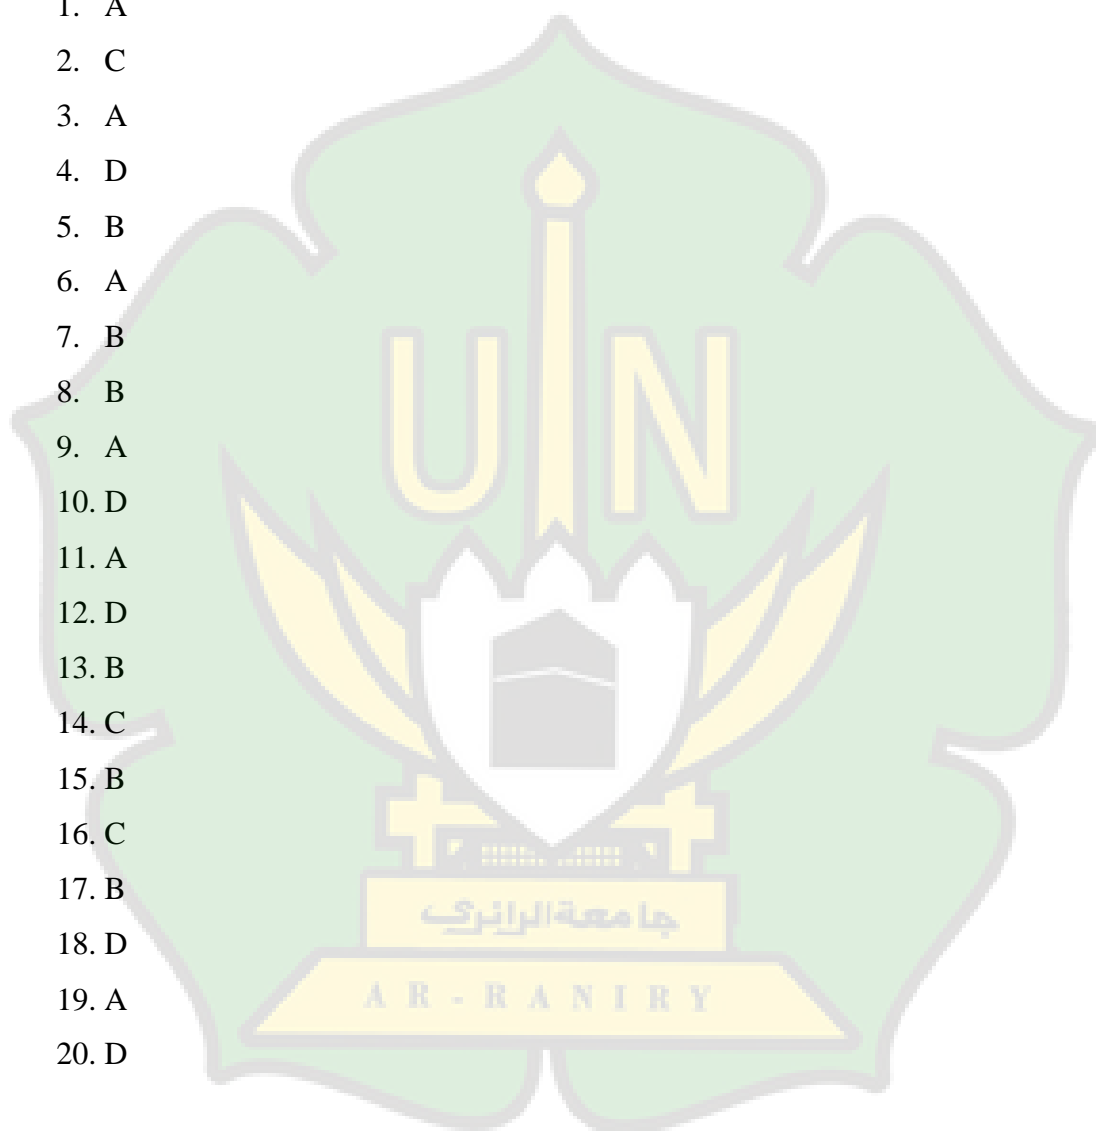 1. A
2. C
3. A
4. D
5. B
6. A
7. B
8. B
9. A
10. D
11. A
12. D
13. B
14. C
15. B
16. C
17. B
18. D
19. A
20. D
UIN
جامعة الرانري
AR-RANIRY